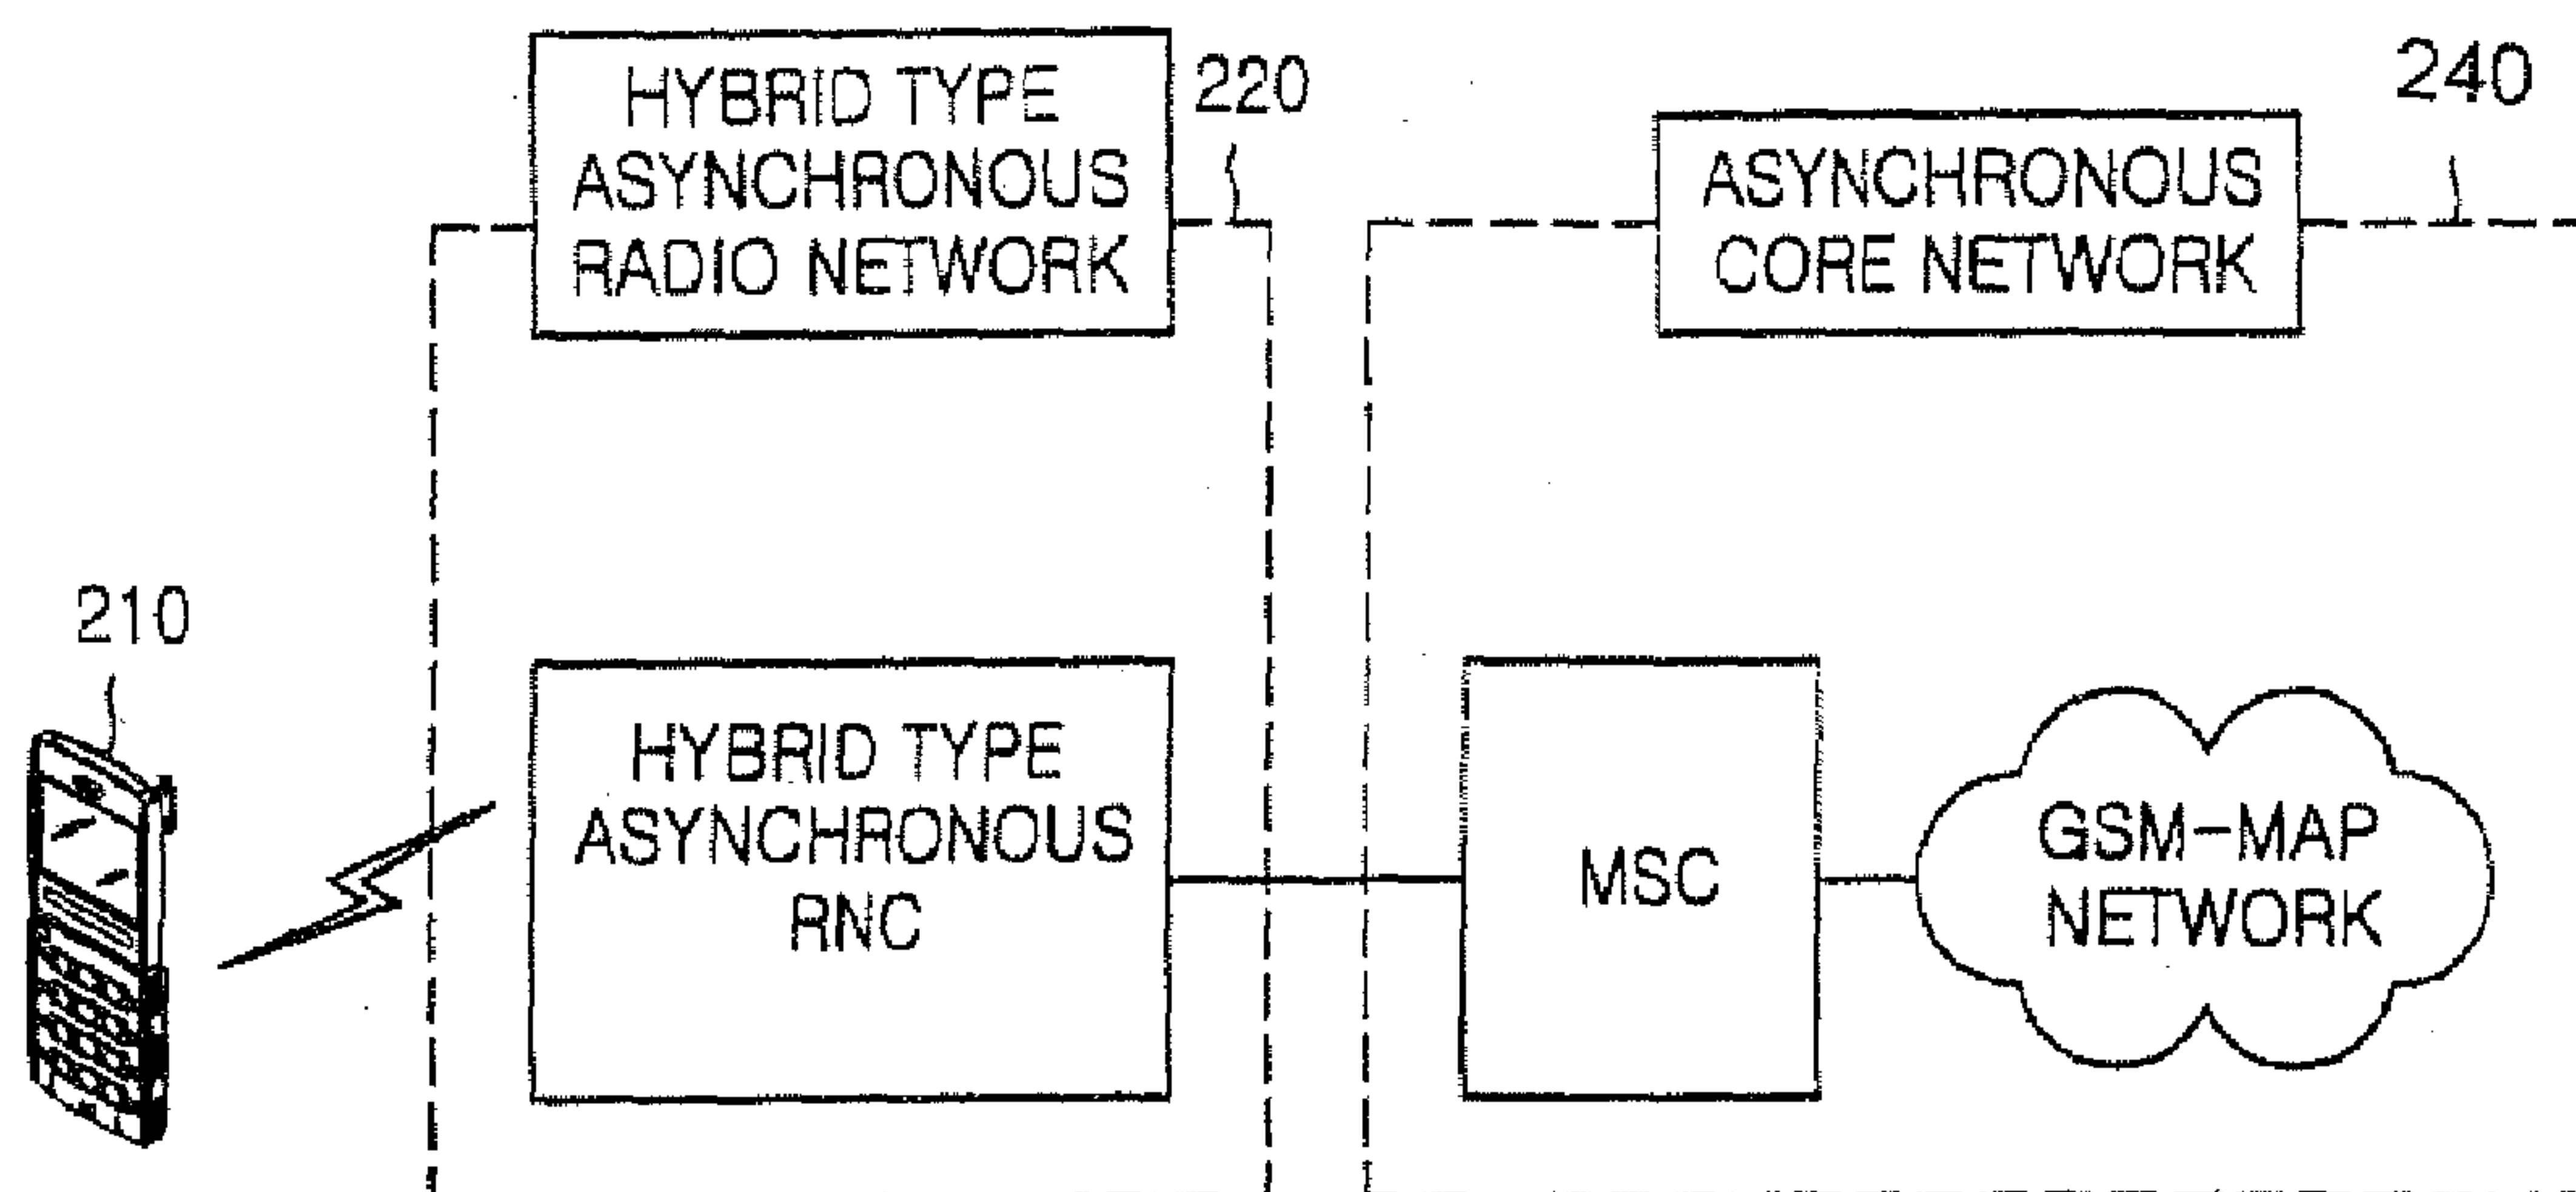 HYBRID TYPE
ASYNCHRONOUS
RADIO NETWORK
220
240
ASYNCHRONOUS
CORE NETWORK
210
HYBRID TYPE
ASYNCHRONOUS
RNC
MSC
GSM-MAP
NETWORK